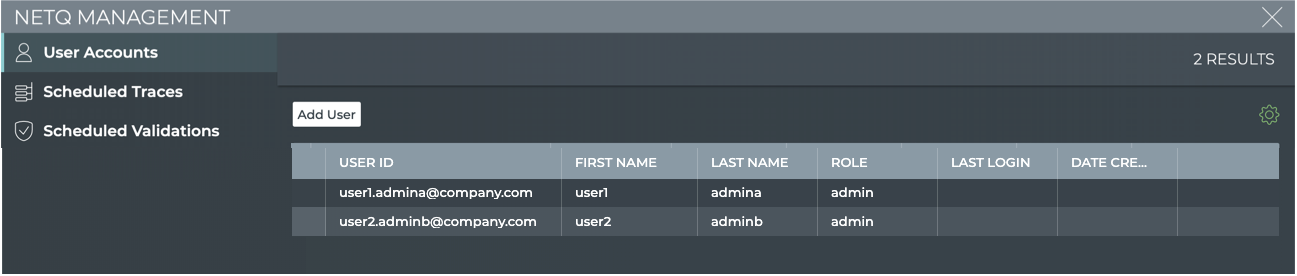 NETQ MANAGEMENT
User Accounts
Scheduled Traces
Scheduled Validations
2 RESULTS
Add User
USER ID FIRST NAME LAST NAME ROLE LAST LOGIN DATE CRE...
user1.admina@company.com user1 admina admin
user2.adminb@company.com user2 adminb admin